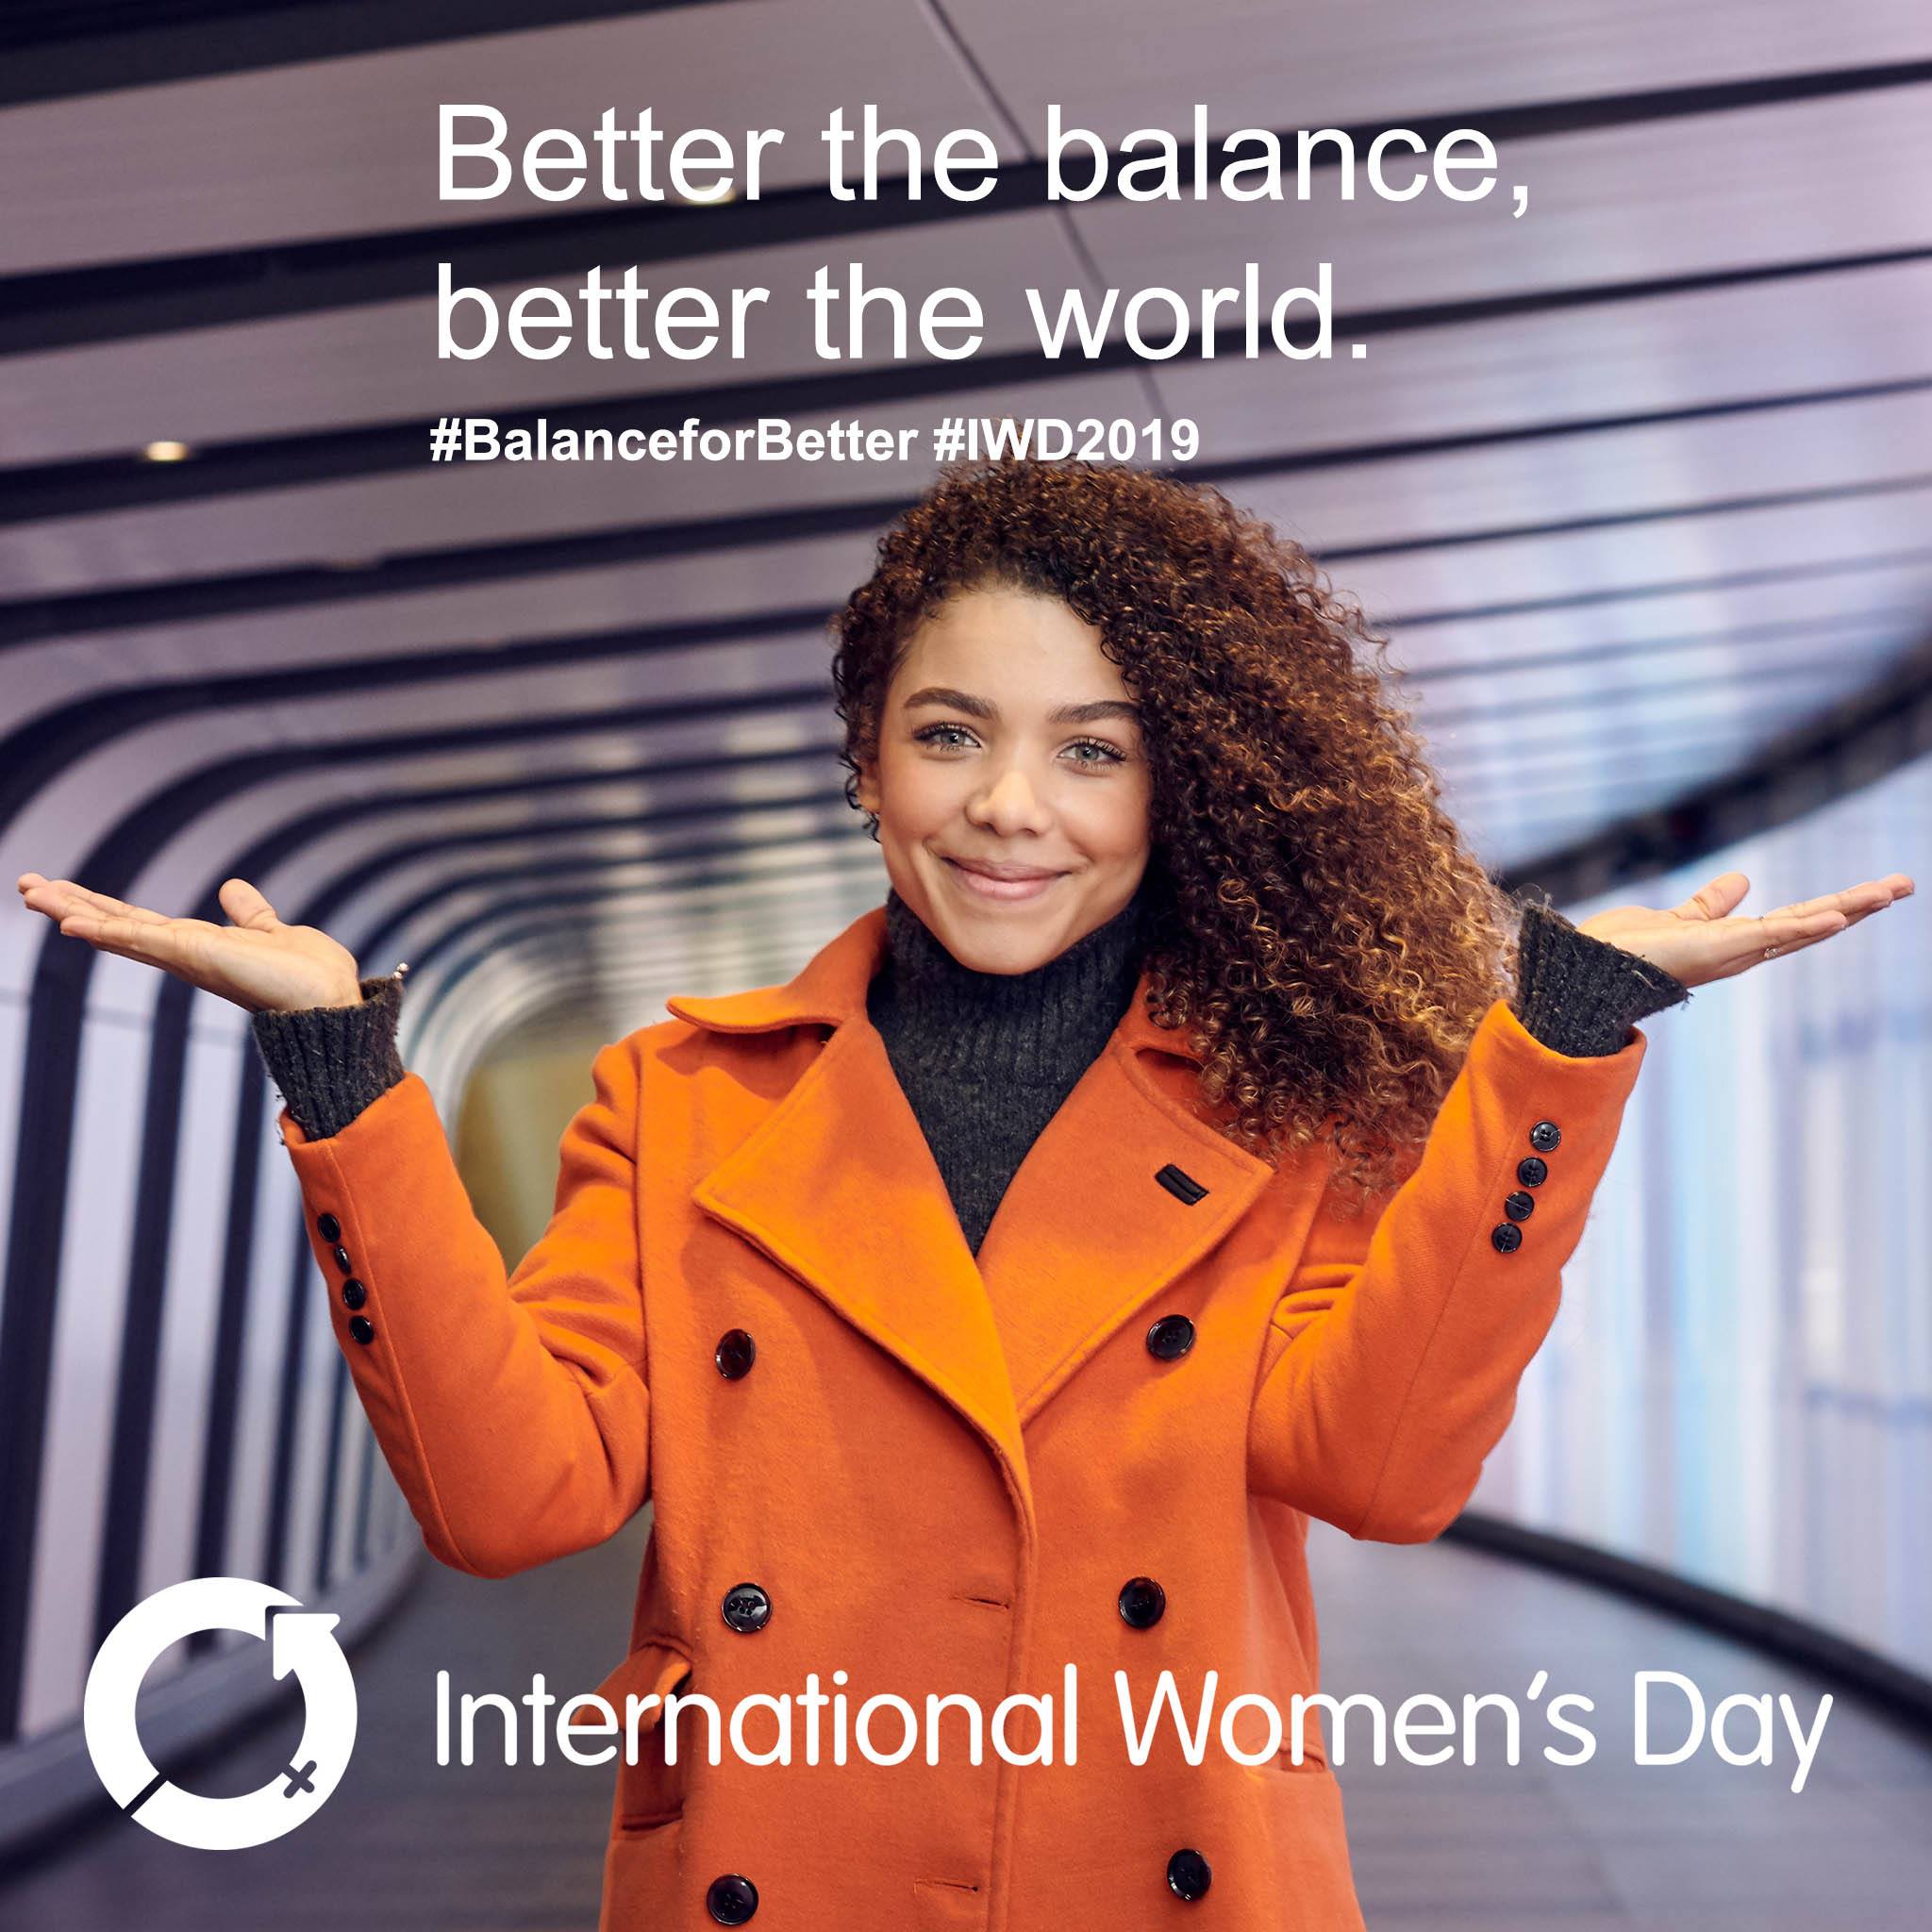 Better the balance,
better the world.
#BalanceforBetter #IWD2019
International Women's Day